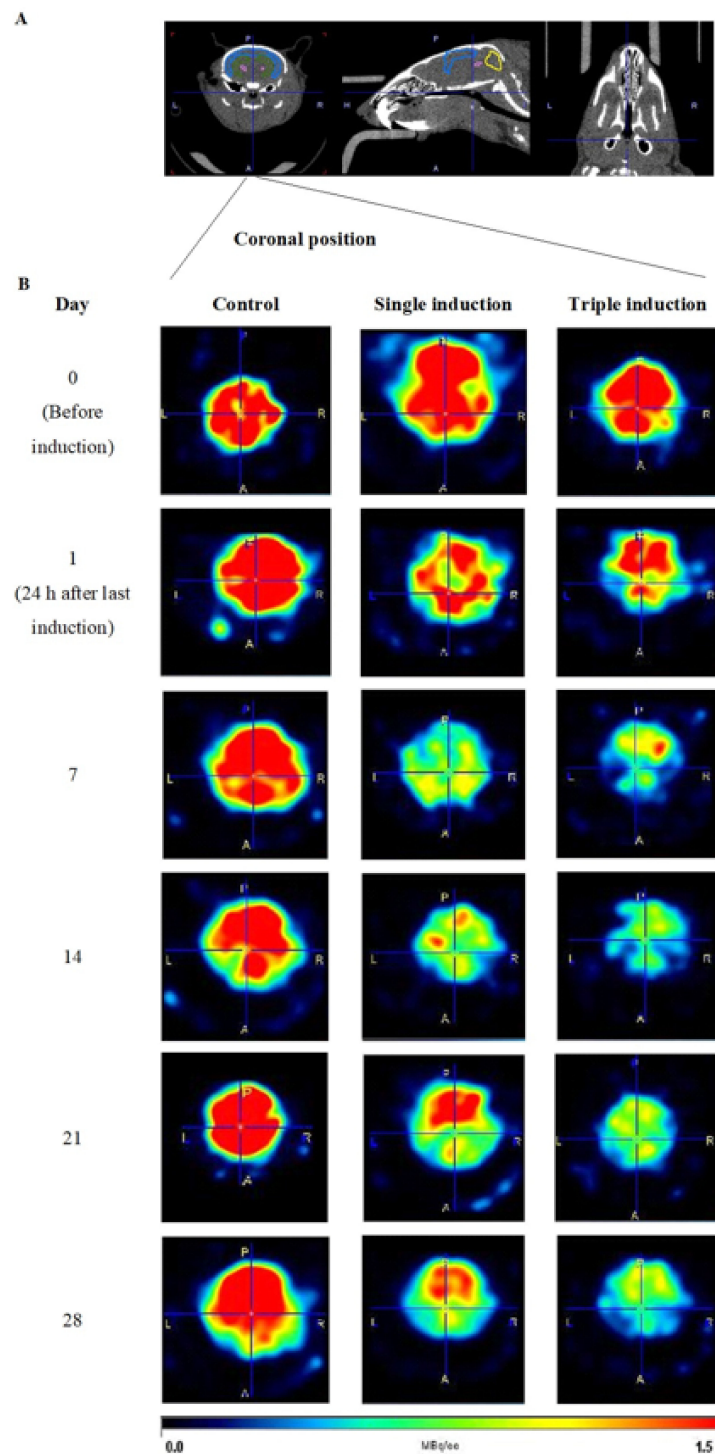 A
P
P
L
R
H
L
R
A
A
Coronal position
B
Day
Control
Single induction
Triple induction
0
(Before
induction)
P
L
R
A
P
L
R
A
L
R
A
1
(24 h after last
induction)
P
L
R
A
L
R
A
L
R
A
7
P
L
R
A
P
L
R
A
P
L
R
A
14
P
L
R
A
P
L
R
A
P
L
R
A
21
P
L
R
A
P
L
R
A
P
L
R
A
28
P
L
R
A
L
R
A
L
R
A
0.0
MBq/cc
1.5